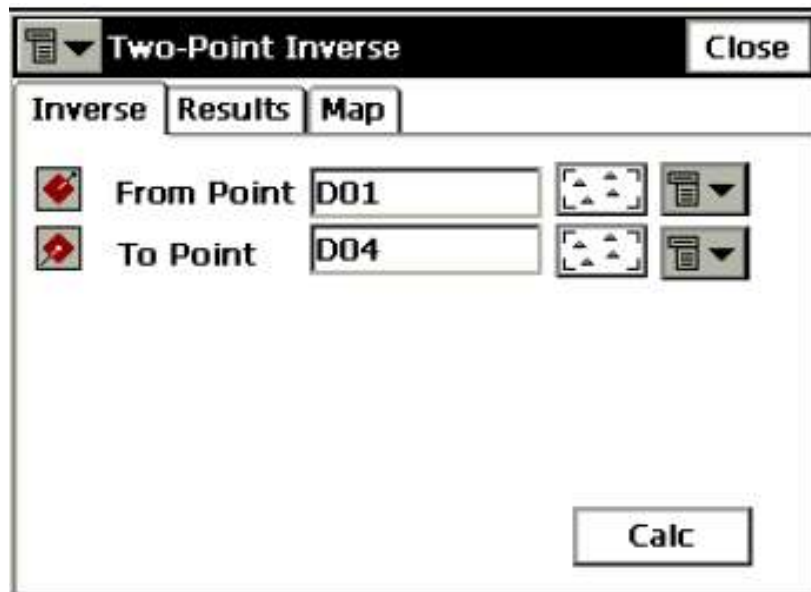 Two-Point Inverse Close
Inverse Results Map
From Point D01
To Point D04
Calc